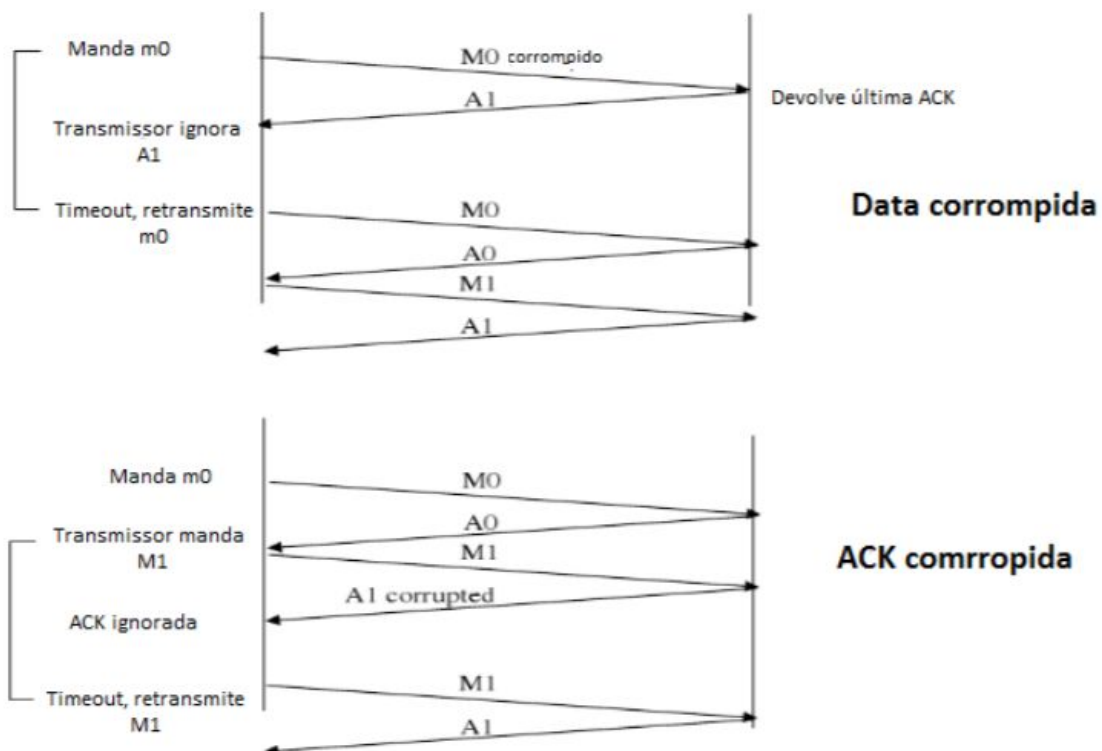 Manda m0
M0 corrompido
A1
Devolve última ACK
Transmissor ignora
A1
Timeout, retransmite
m0
M0
Data corrompida
A0
M1
A1
Manda m0
M0
A0
Transmissor manda
M1
M1
ACK comrropida
A1 corrupted
ACK ignorada
M1
Timeout, retransmite
M1
A1